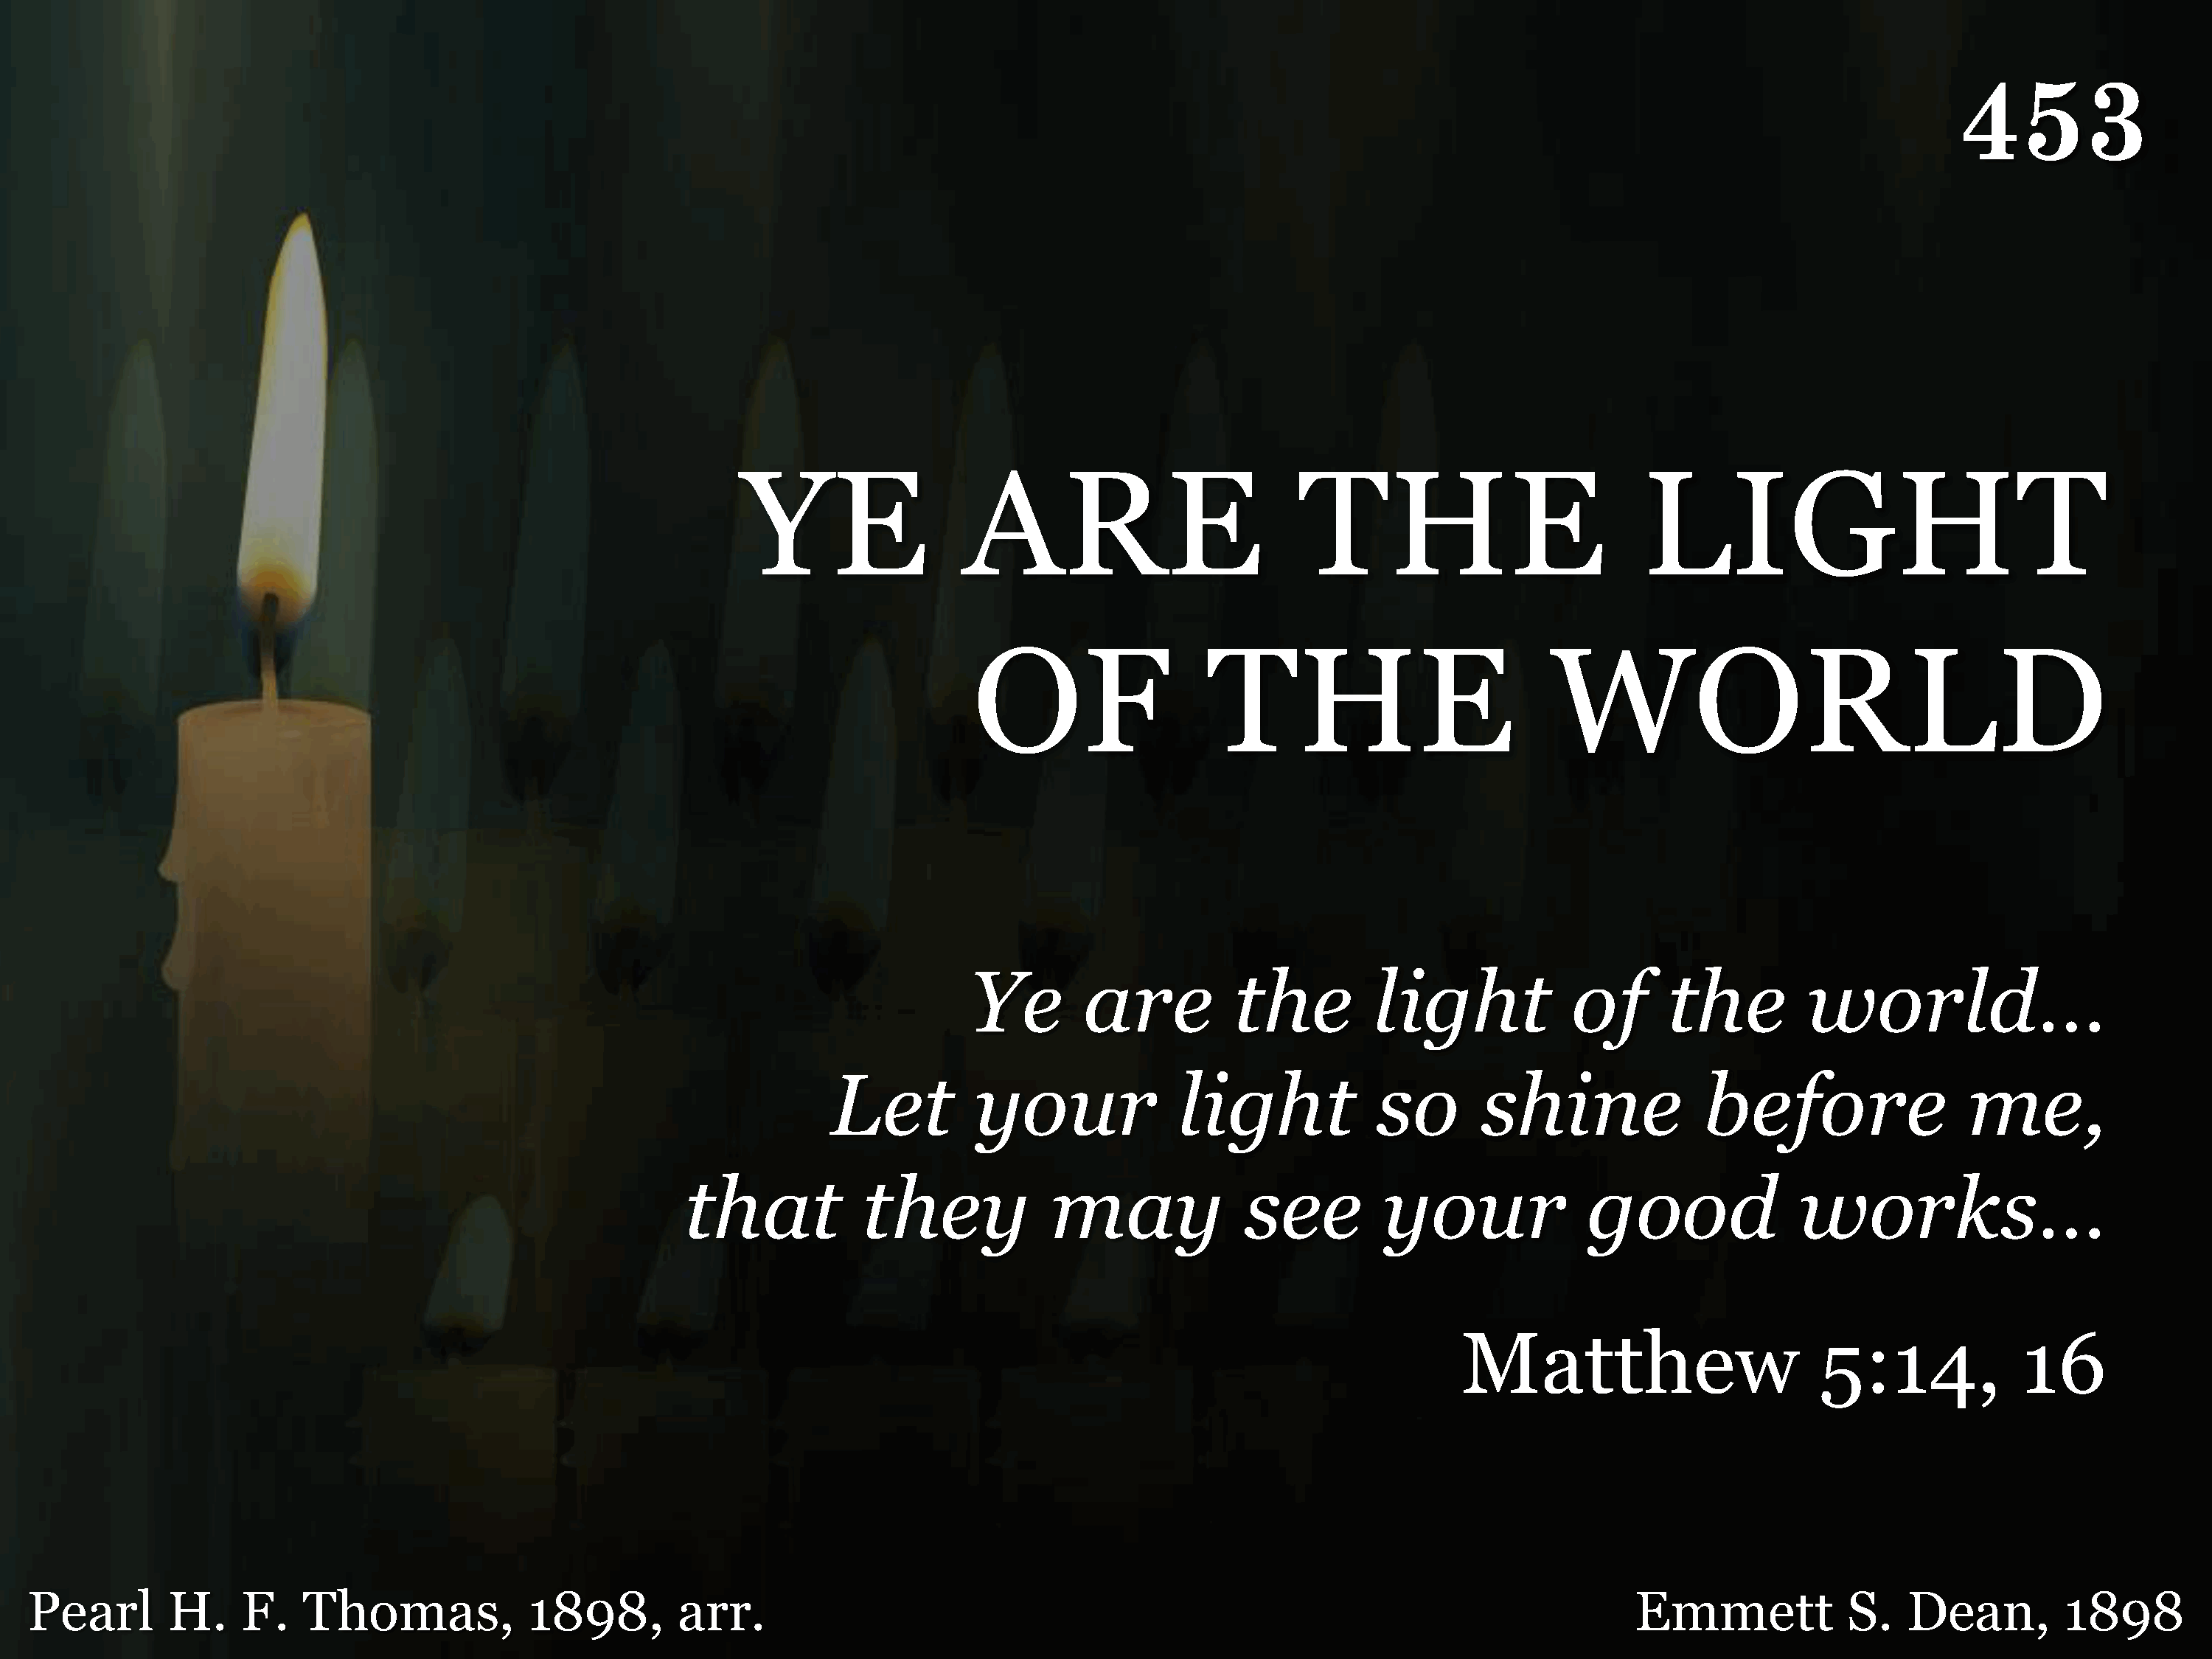 453
YE ARE THE LIGHT
OF THE WORLD
Ye are the light of the world...
Let your light so shine before me,
that they may see your good works...
Matthew 5:14, 16
Pearl H. F. Thomas, 1898, arr.
Emmett S. Dean, 1898